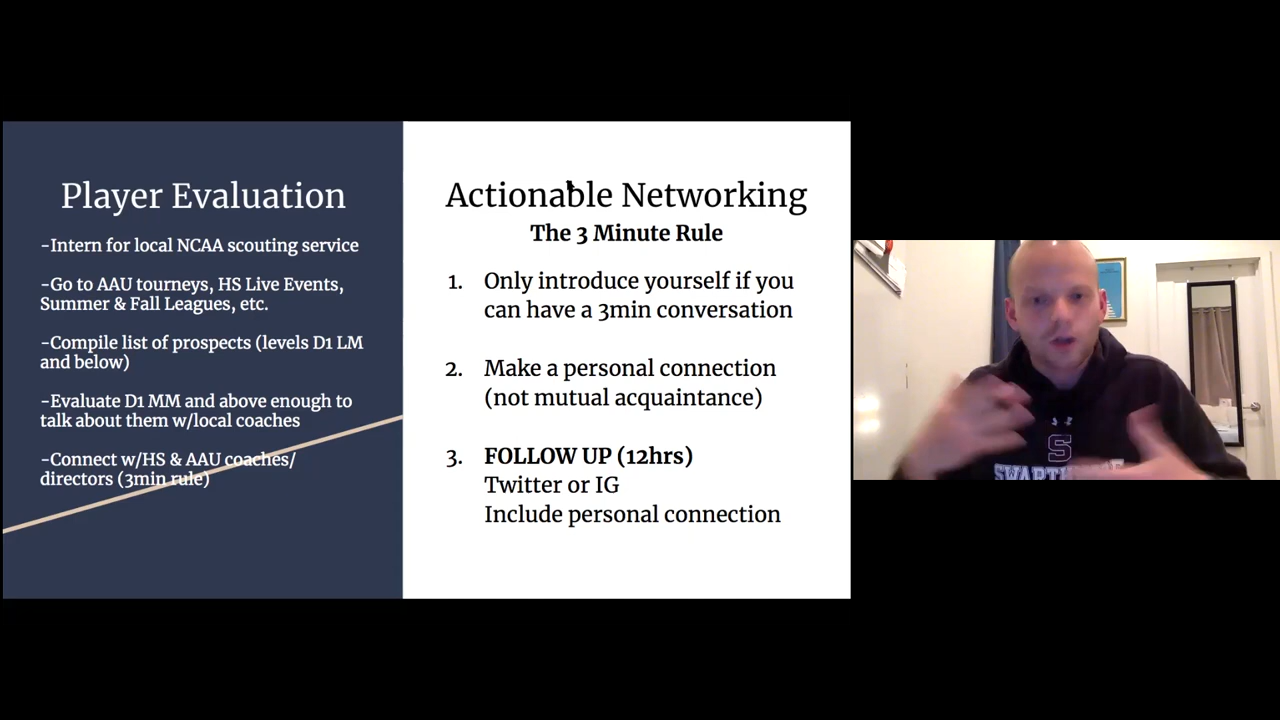 Player Evaluation
-Intern for local NCAA scouting service
-Go to AAU tourneys, HS Live Events,
Summer & Fall Leagues, etc.
-Compile list of prospects (levels D1 LM
and below)
-Evaluate D1 MM and above enough to
talk about them w/local coaches
-Connect w/HS & AAU coaches/
directors (3min rule)
Actionable Networking
The 3 Minute Rule
1. Only introduce yourself if you
can have a 3min conversation
2. Make a personal connection
(not mutual acquaintance)
3. FOLLOW UP (12hrs)
Twitter or IG
Include personal connection
S